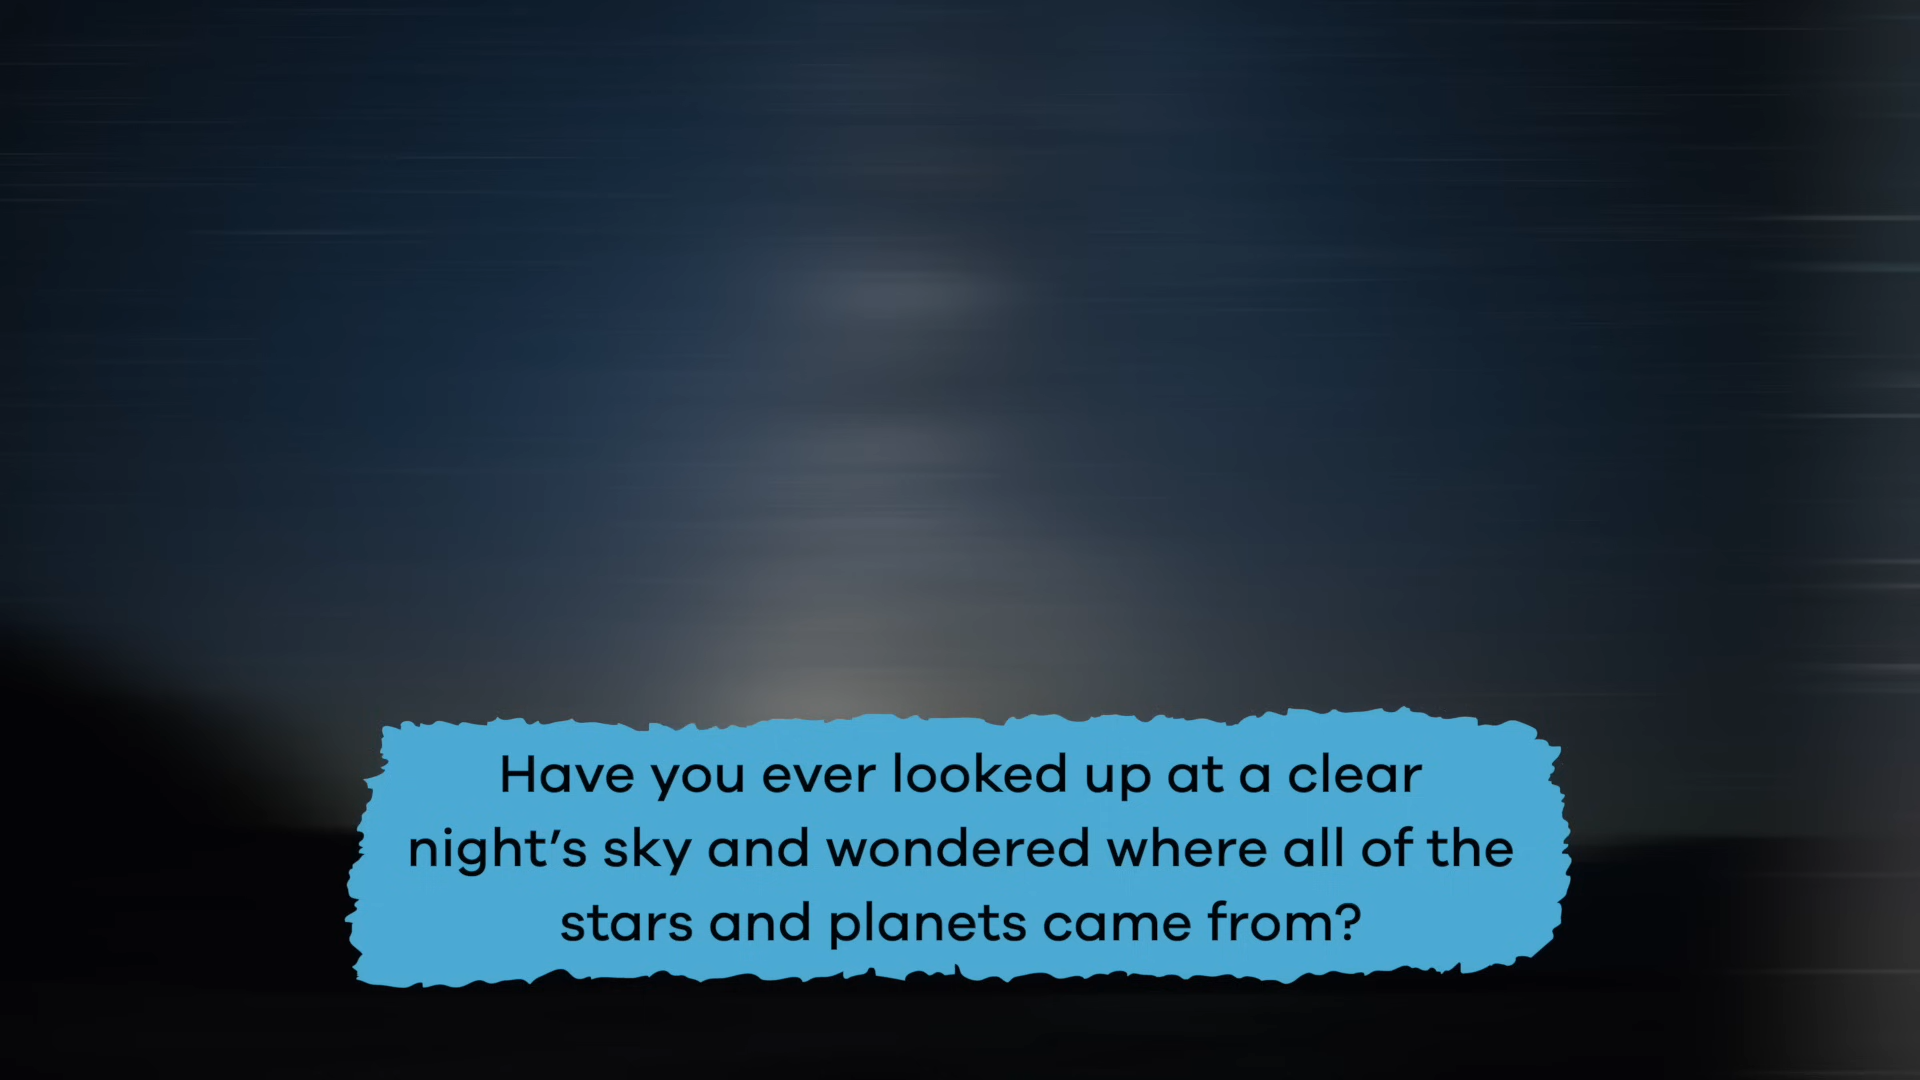 Have you ever looked up at a clear
night’s sky and wondered where all of the
stars and planets came from?